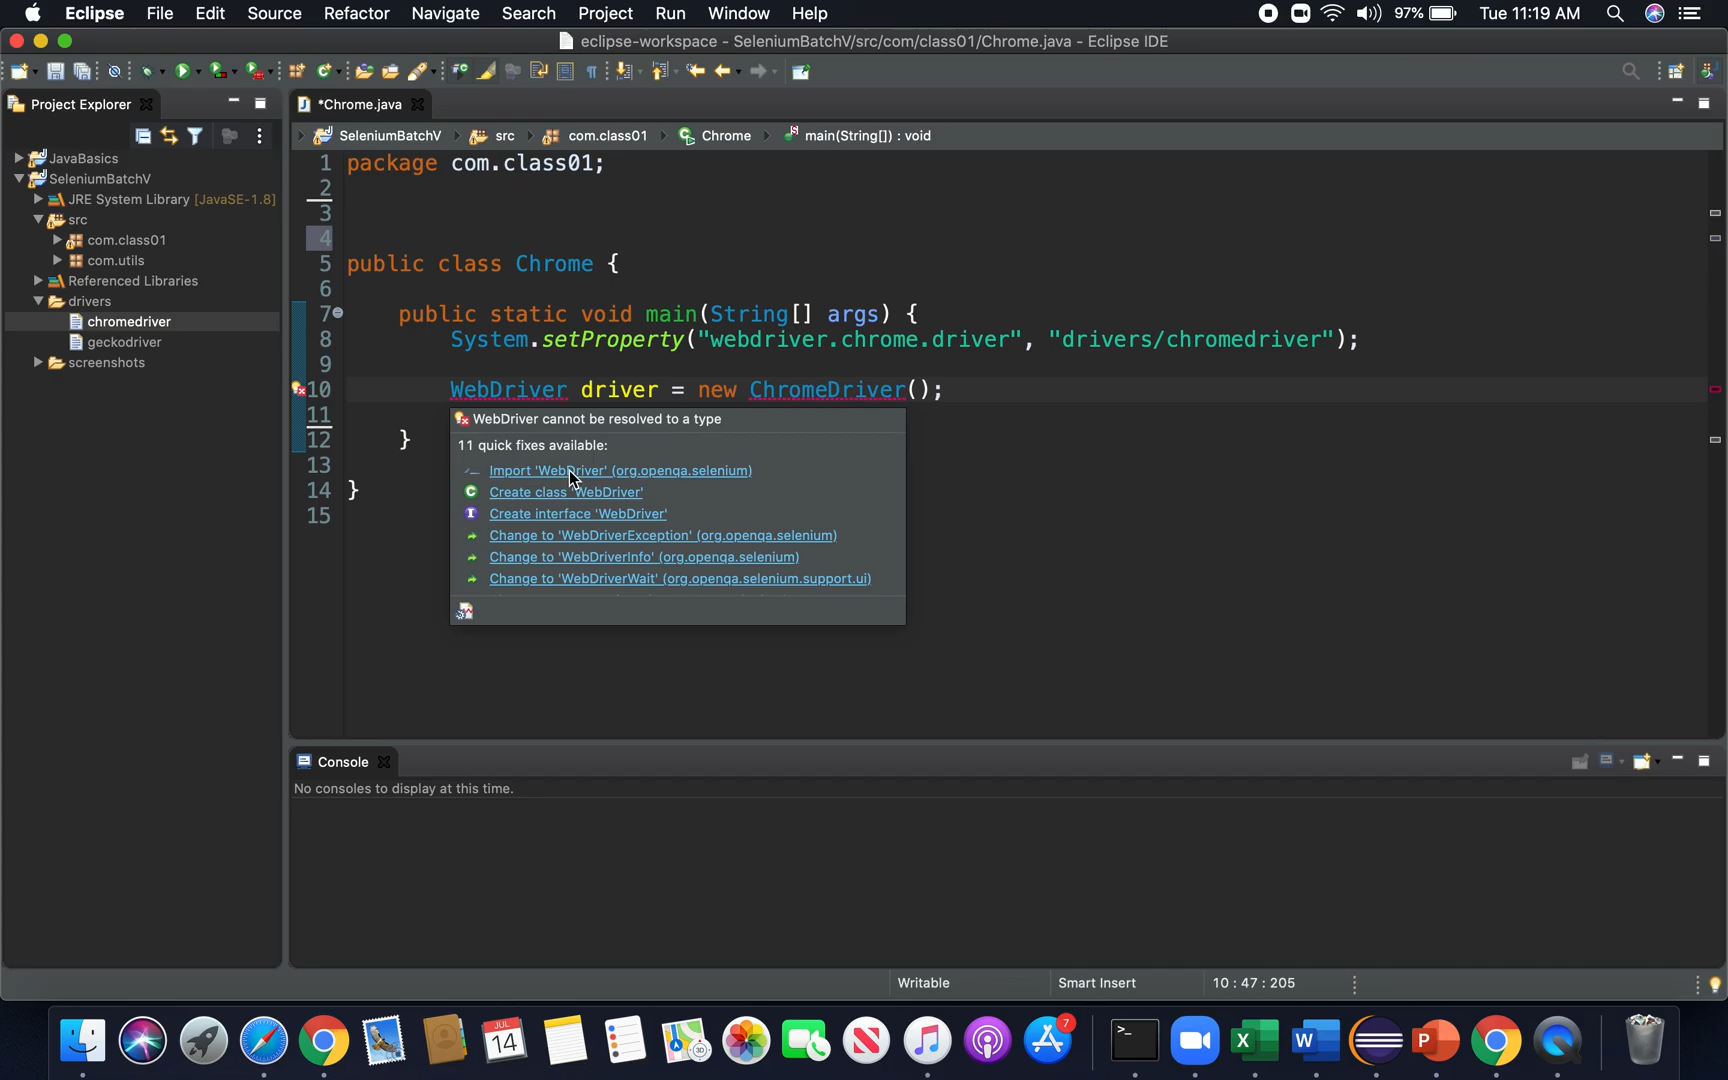 Eclipse File Edit Source Refactor Navigate Search Project Run Window Help 97% Tue 11:19 AM
eclipse-workspace - SeleniumBatchV/src/com/class01/Chrome.java - Eclipse IDE
Project Explorer
*Chrome.java
SeleniumBatchV src com.class01 Chrome main(String[]) : void
JavaBasics
SeleniumBatchV
JRE System Library [JavaSE-1.8]
src
com.class01
com.utils
Referenced Libraries
drivers
chromedriver
geckodriver
screenshots
1 package com.class01;
2
3
4
5 public class Chrome {
6
7 public static void main(String[] args) {
8 System.setProperty("webdriver.chrome.driver", "drivers/chromedriver");
9
10 WebDriver driver = new ChromeDriver();
11
12 }
13
14 }
15
WebDriver cannot be resolved to a type
11 quick fixes available:
Import 'WebDriver' (org.openqa.selenium)
Create class 'WebDriver'
Create interface 'WebDriver'
Change to 'WebDriverException' (org.openqa.selenium)
Change to 'WebDriverInfo' (org.openqa.selenium)
Change to 'WebDriverWait' (org.openqa.selenium.support.ui)
Console
No consoles to display at this time.
Writable Smart Insert 10 : 47 : 205
JUL
14
3D
7
X W P